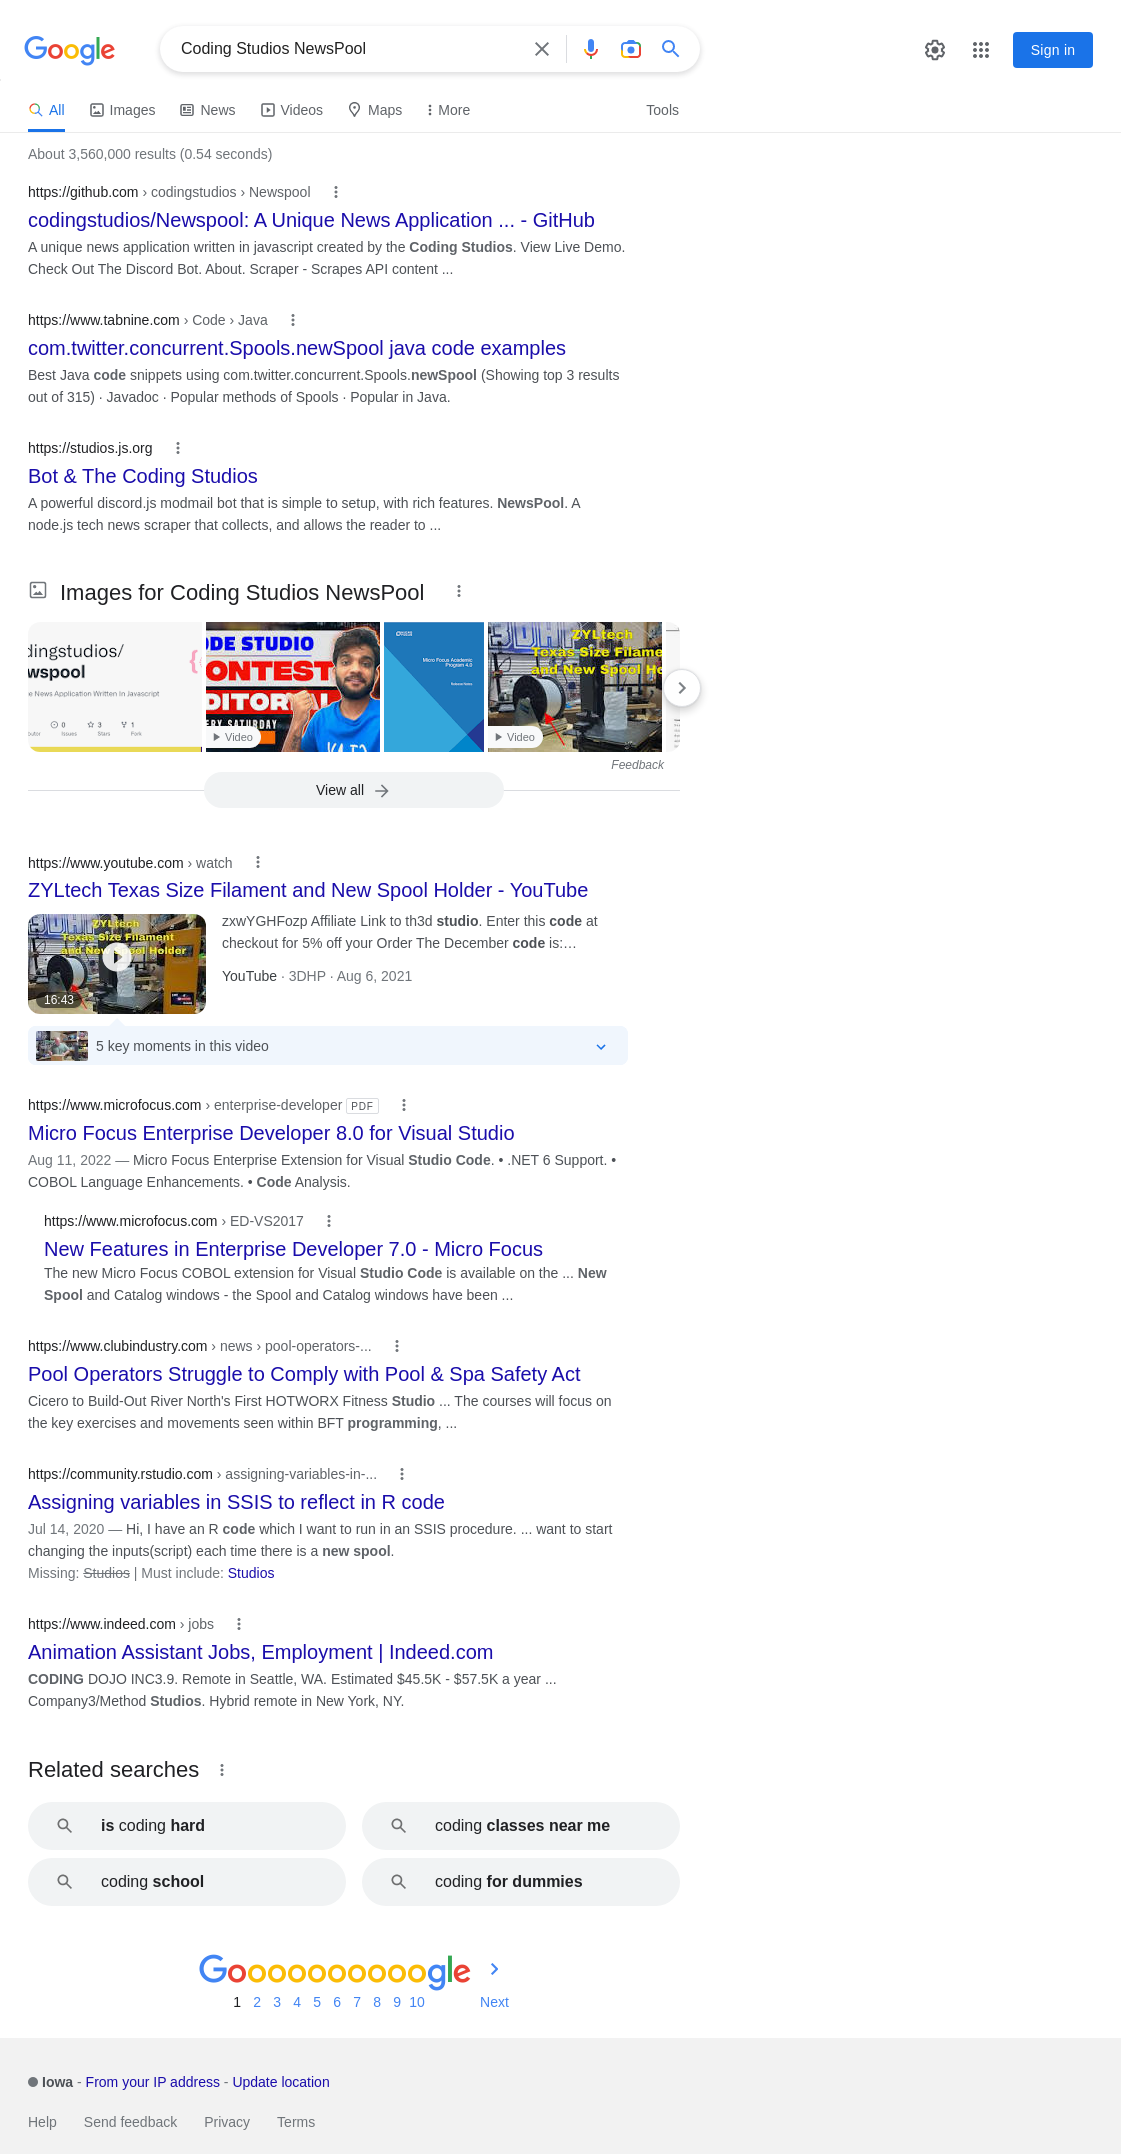 Google
Coding Studios NewsPool
Sign in
All
Images
News
Videos
Maps
More
Tools
About 3,560,000 results (0.54 seconds)
https://github.com › codingstudios › Newspool
codingstudios/Newspool: A Unique News Application ... - GitHub
A unique news application written in javascript created by the Coding Studios. View Live Demo.
Check Out The Discord Bot. About. Scraper - Scrapes API content ...
https://www.tabnine.com › Code › Java
com.twitter.concurrent.Spools.newSpool java code examples
Best Java code snippets using com.twitter.concurrent.Spools.newSpool (Showing top 3 results
out of 315) · Javadoc · Popular methods of Spools · Popular in Java.
https://studios.js.org
Bot & The Coding Studios
A powerful discord.js modmail bot that is simple to setup, with rich features. NewsPool. A
node.js tech news scraper that collects, and allows the reader to ...
Images for Coding Studios NewsPool
dingstudios/
wspool
e News Application Written In Javascript
0
3
1
Issues
Stars
Fork
ODE STUDIO
ONTEST
DITORIAL
ERY SATURDAY
Video
Micro Focus Academic
Program 4.0
Release Notes
ZYLtech
Texas Size Filame
and New Spool Ho
Video
Feedback
View all
https://www.youtube.com › watch
ZYLtech Texas Size Filament and New Spool Holder - YouTube
ZYLtech
Texas Size Filament
and New Spool Holder
16:43
zxwYGHFozp Affiliate Link to th3d studio. Enter this code at
checkout for 5% off your Order The December code is:…
YouTube · 3DHP · Aug 6, 2021
5 key moments in this video
https://www.microfocus.com › enterprise-developer PDF
Micro Focus Enterprise Developer 8.0 for Visual Studio
Aug 11, 2022 — Micro Focus Enterprise Extension for Visual Studio Code. • .NET 6 Support. •
COBOL Language Enhancements. • Code Analysis.
https://www.microfocus.com › ED-VS2017
New Features in Enterprise Developer 7.0 - Micro Focus
The new Micro Focus COBOL extension for Visual Studio Code is available on the ... New
Spool and Catalog windows - the Spool and Catalog windows have been ...
https://www.clubindustry.com › news › pool-operators-...
Pool Operators Struggle to Comply with Pool & Spa Safety Act
Cicero to Build-Out River North's First HOTWORX Fitness Studio ... The courses will focus on
the key exercises and movements seen within BFT programming, ...
https://community.rstudio.com › assigning-variables-in-...
Assigning variables in SSIS to reflect in R code
Jul 14, 2020 — Hi, I have an R code which I want to run in an SSIS procedure. ... want to start
changing the inputs(script) each time there is a new spool.
Missing: Studios | Must include: Studios
https://www.indeed.com › jobs
Animation Assistant Jobs, Employment | Indeed.com
CODING DOJO INC3.9. Remote in Seattle, WA. Estimated $45.5K - $57.5K a year ...
Company3/Method Studios. Hybrid remote in New York, NY.
Related searches
is coding hard
coding classes near me
coding school
coding for dummies
Goooooooooogle
1 2 3 4 5 6 7 8 9 10 Next
Iowa - From your IP address - Update location
Help Send feedback Privacy Terms